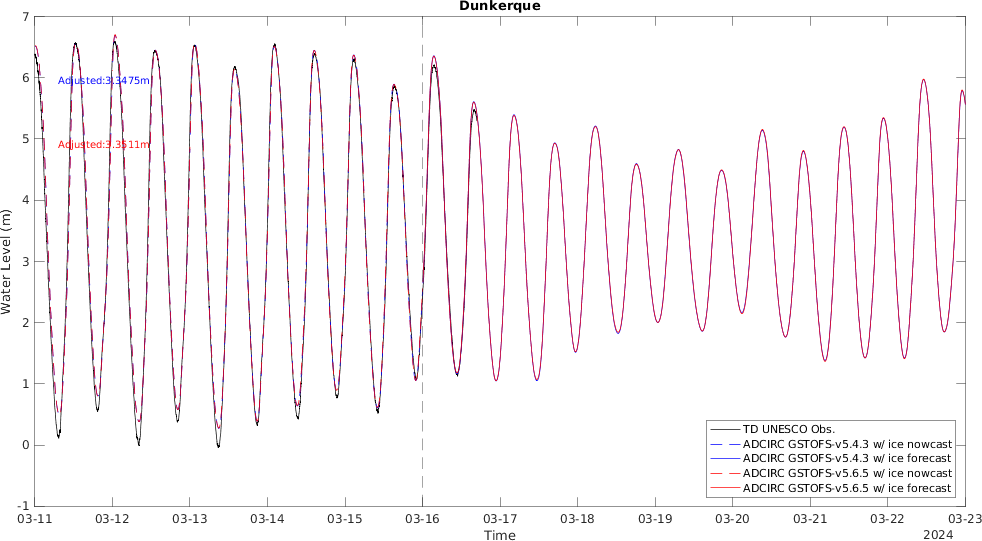 Dunkerque
7
6
5
4
3
2
1
0
-1
Water Level (m)
Adjusted:3.3475m
Adjusted:3.3511m
TD UNESCO Obs.
ADCIRC GSTOFS-v5.4.3 w/ ice nowcast
ADCIRC GSTOFS-v5.4.3 w/ ice forecast
ADCIRC GSTOFS-v5.6.5 w/ ice nowcast
ADCIRC GSTOFS-v5.6.5 w/ ice forecast
03-11 03-12 03-13 03-14 03-15 03-16 03-17 03-18 03-19 03-20 03-21 03-22 03-23
Time
2024